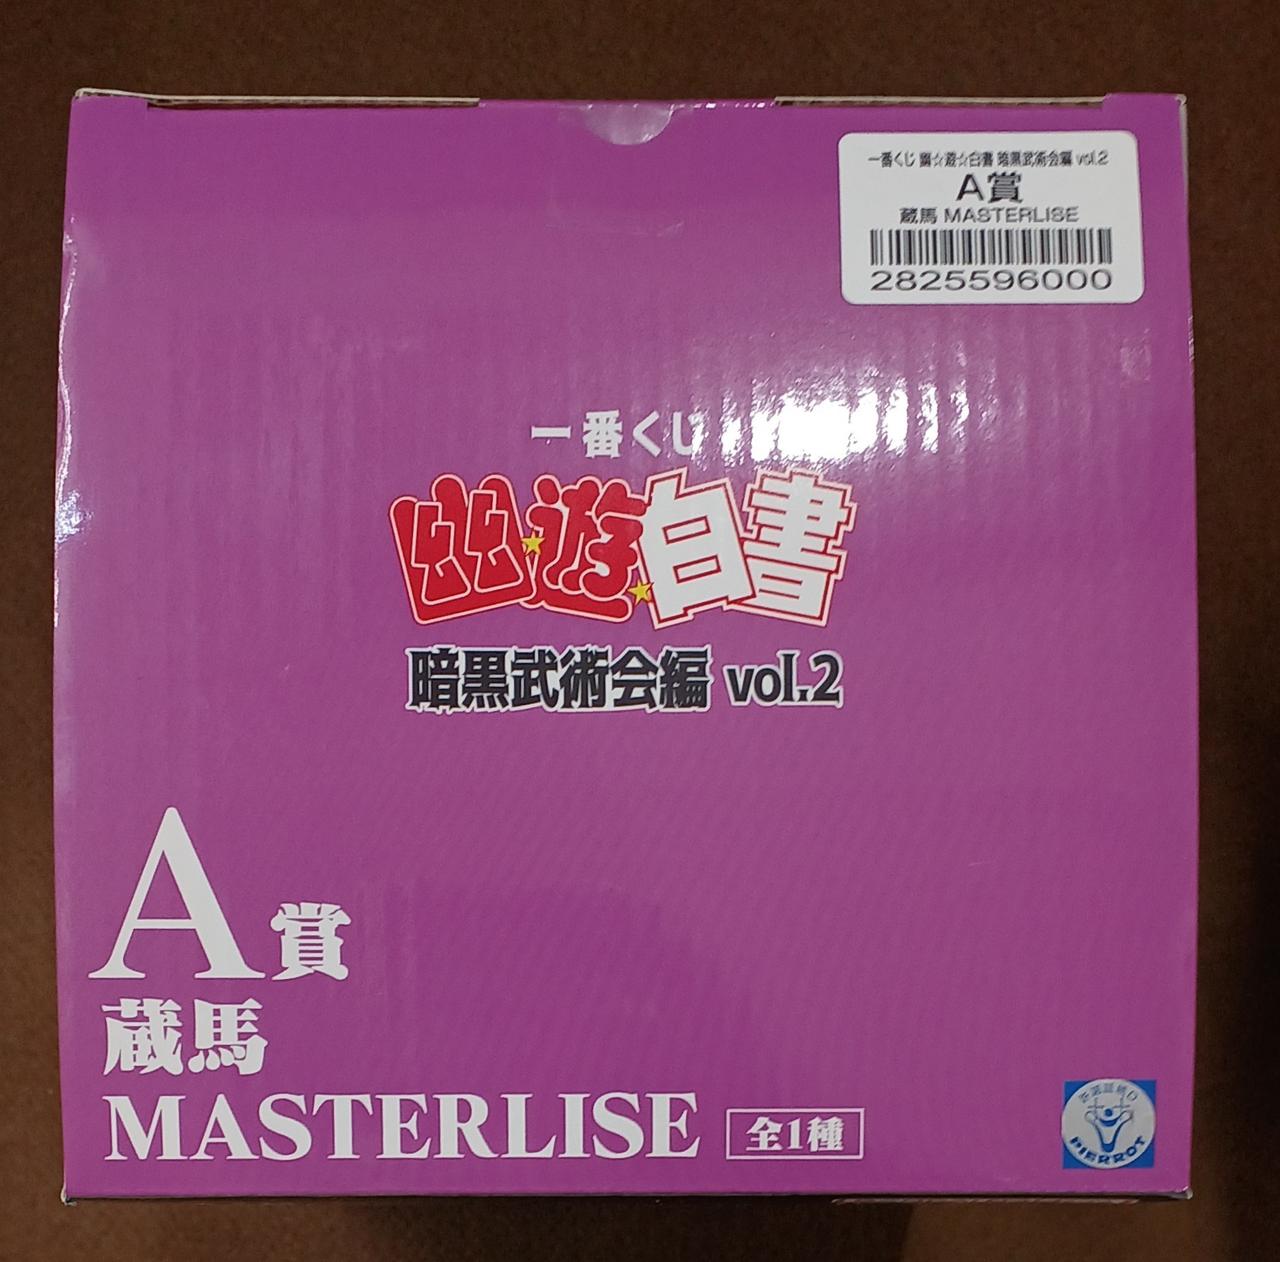 一番くじ 幽☆遊☆白書 暗黒武術会編 vol.2
A賞
蔵馬 MASTERLISE
2825596000
一番くじ
幽☆遊☆白書
暗黒武術会編 vol.2
A賞
蔵馬
MASTERLISE 全1種
PIERROT